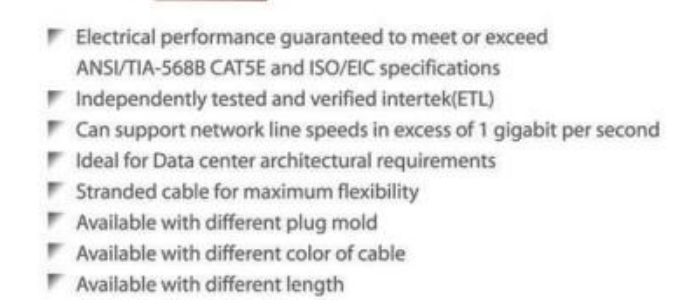 Electrical performance guaranteed to meet or exceed
ANSI/TIA-568B CAT5E and ISO/EIC specifications
Independently tested and verified intertek(ETL)
Can support network line speeds in excess of 1 gigabit per second
Ideal for Data center architectural requirements
Stranded cable for maximum flexibility
Available with different plug mold
Available with different color of cable
Available with different length